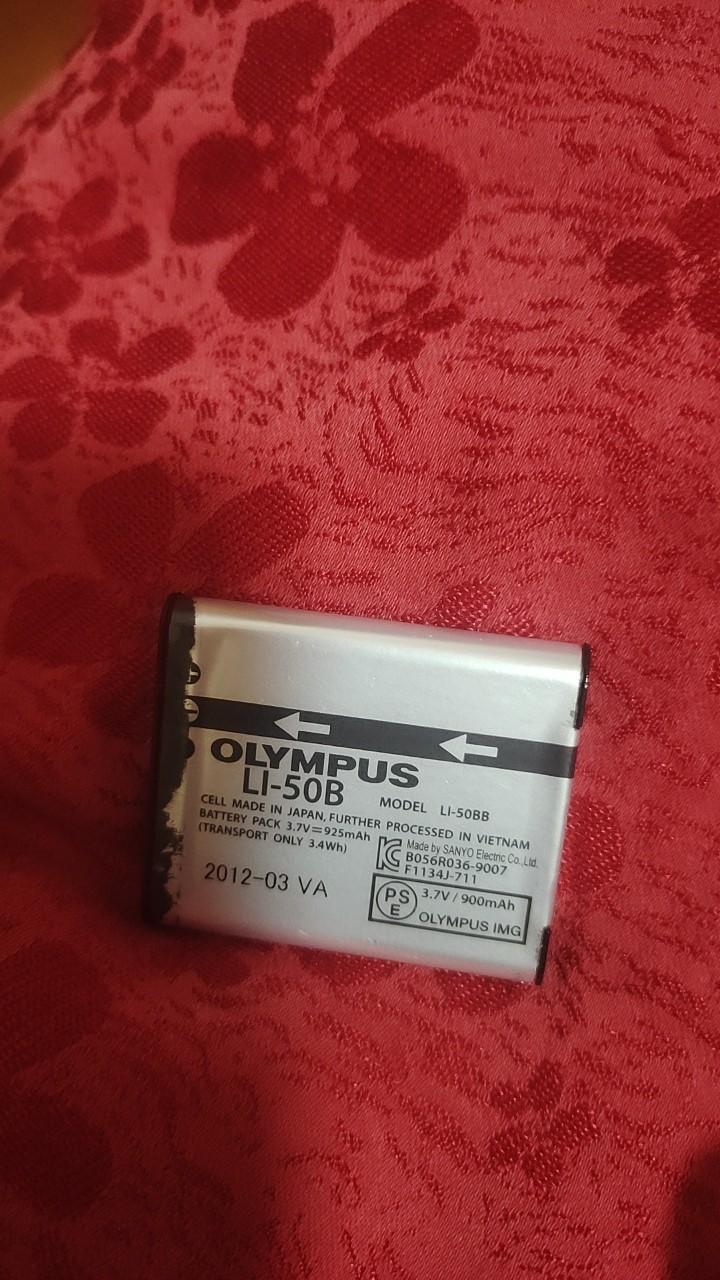 OLYMPUS
LI-50B
MODEL LI-50BB
CELL MADE IN JAPAN, FURTHER PROCESSED IN VIETNAM
BATTERY PACK 3.7V⎓925mAh
(TRANSPORT ONLY 3.4Wh)
Made by SANYO Electric Co.,Ltd.
B056R036-9007
F1134J-711
2012-03 VA
PS
E
3.7V / 900mAh
OLYMPUS IMG